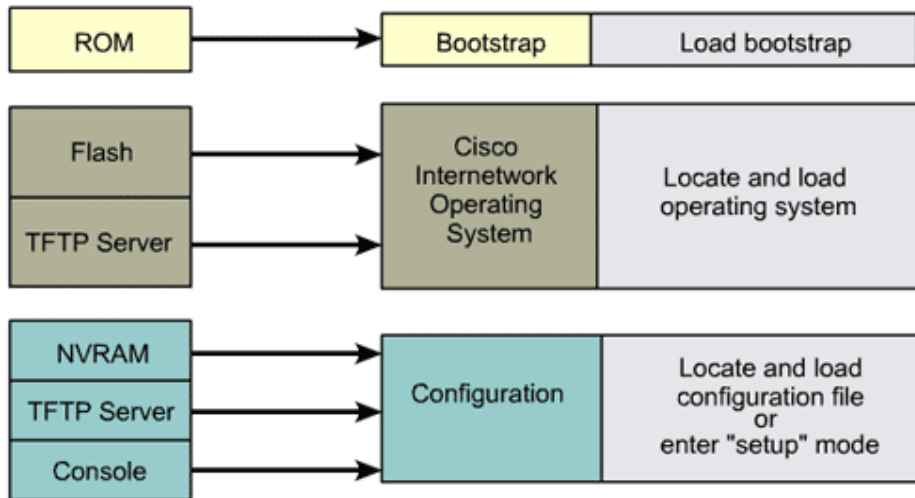 ROM
Bootstrap
Load bootstrap
Flash
TFTP Server
Cisco
Internetwork
Operating
System
Locate and load
operating system
NVRAM
TFTP Server
Console
Configuration
Locate and load
configuration file
or
enter "setup" mode